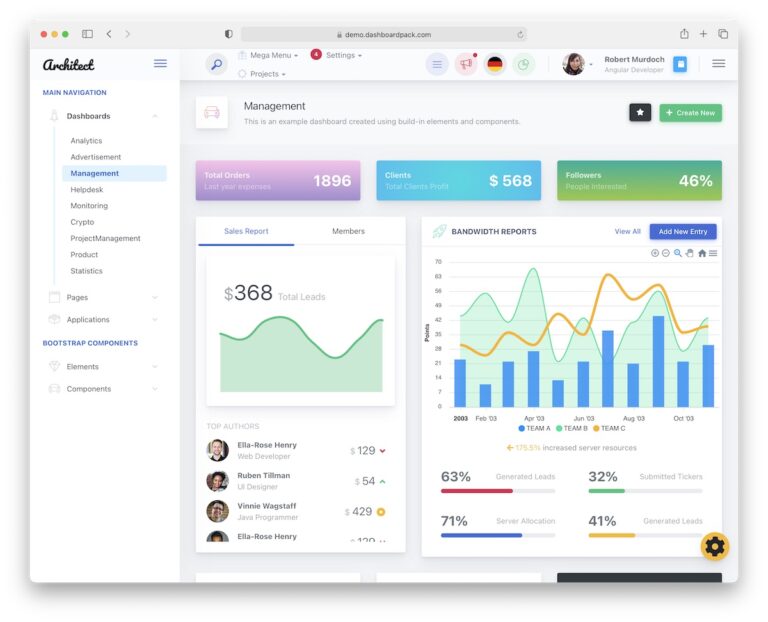 demo.dashboardpack.com
Architect
Mega Menu
4
Settings
Projects
Robert Murdoch
Angular Developer
MAIN NAVIGATION
Dashboards
Analytics
Advertisement
Management
Helpdesk
Monitoring
Crypto
ProjectManagement
Product
Statistics
Pages
Applications
BOOTSTRAP COMPONENTS
Elements
Components
Management
This is an example dashboard created using build-in elements and components.
Create New
Total Orders
Last year expenses
1896
Clients
Total Clients Profit
$ 568
Followers
People Interested
46%
Sales Report
Members
$368 Total Leads
TOP AUTHORS
Ella-Rose Henry
Web Developer
$ 129
Ruben Tillman
UI Designer
$ 54
Vinnie Wagstaff
Java Programmer
$ 429
Ella-Rose Henry
$ 129
BANDWIDTH REPORTS
View All
Add New Entry
Points
70
63
56
49
42
35
28
21
14
7
0
2003 Feb '03 Apr '03 Jun '03 Aug '03 Oct '03
TEAM A TEAM B TEAM C
175.5% increased server resources
63% Generated Leads
32% Submitted Tickers
71% Server Allocation
41% Generated Leads